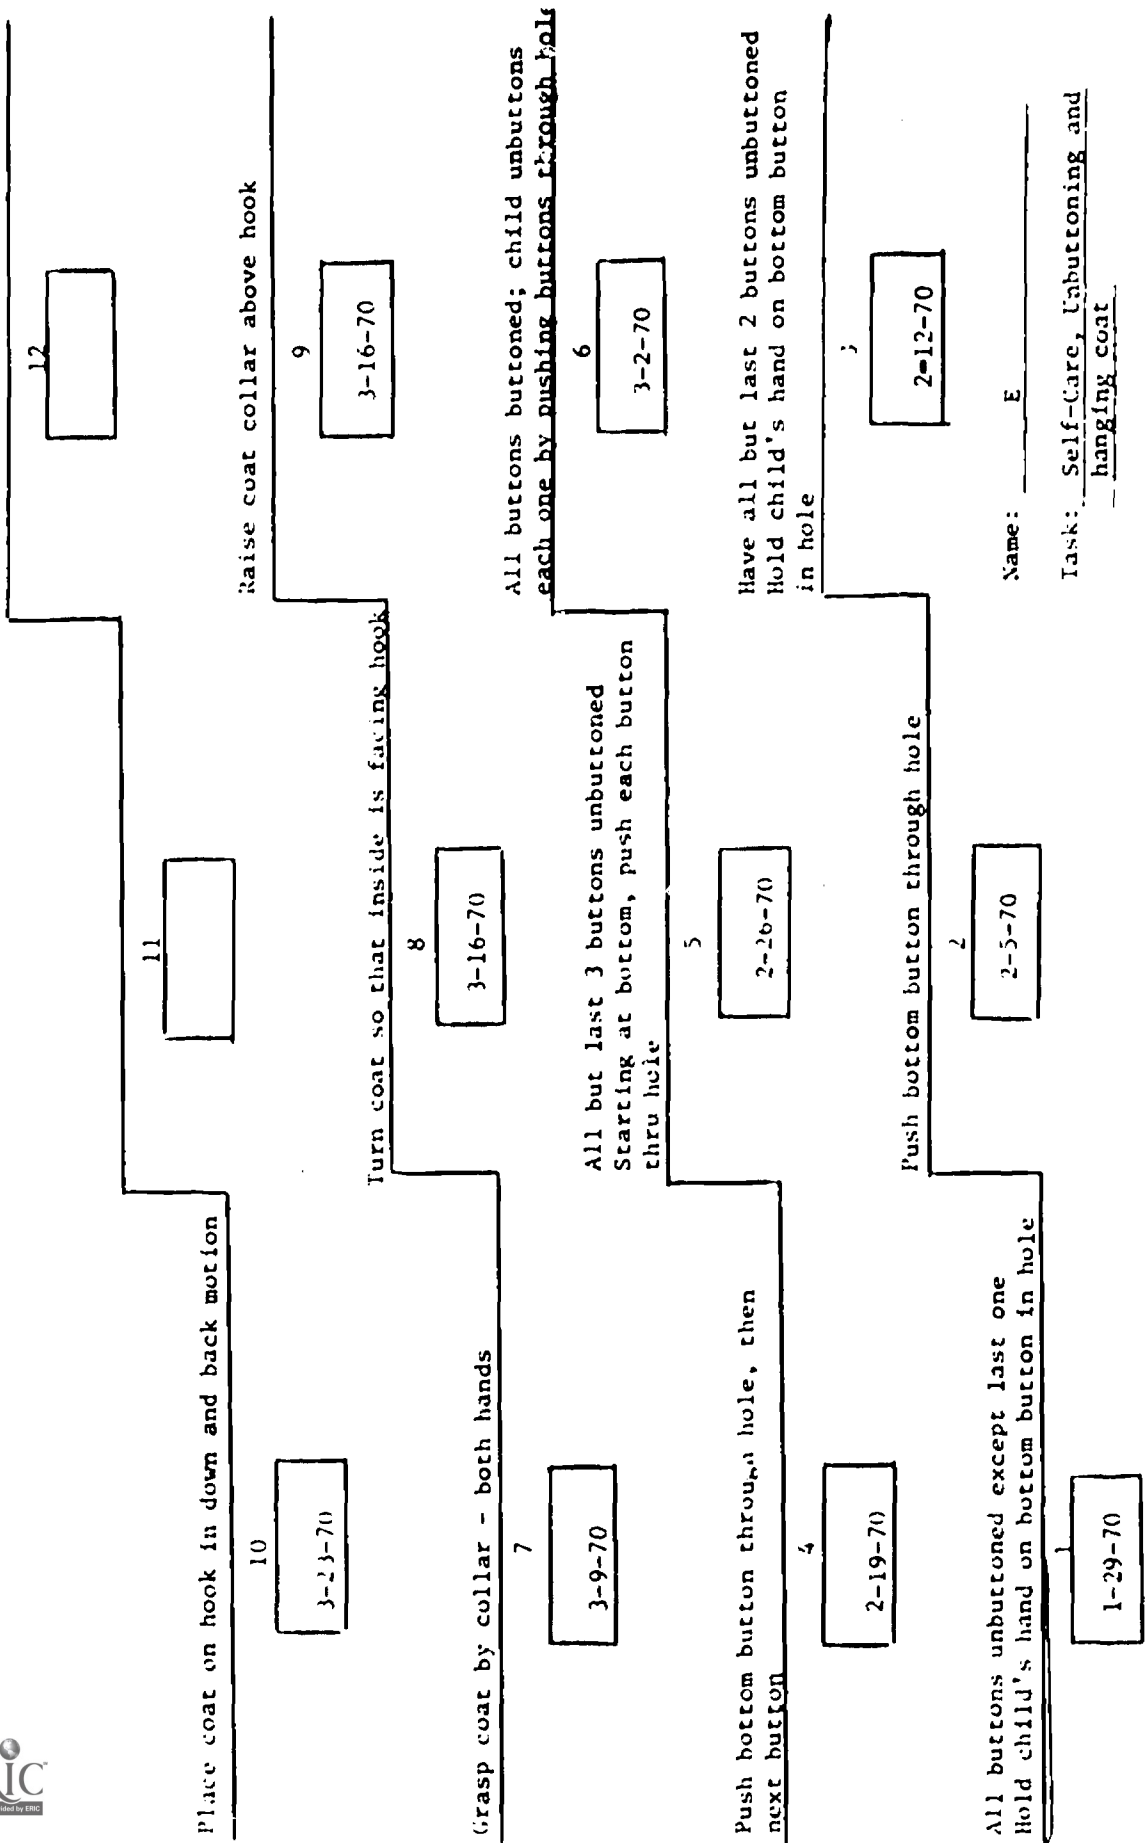 12
11
Place coat on hook in down and back motion
10
3-23-70
Raise coat collar above hook
9
3-16-70
Turn coat so that inside is facing hook
8
3-16-70
Grasp coat by collar - both hands
7
3-9-70
All buttons buttoned; child unbuttons
each one by pushing buttons through hole
6
3-2-70
All but last 3 buttons unbuttoned
Starting at bottom, push each button
thru hole
5
2-26-70
Push bottom button through hole, then
next button
4
2-19-70
Have all but last 2 buttons unbuttoned
Hold child's hand on bottom button
in hole
3
2-12-70
Push bottom button through hole
2
2-5-70
All buttons unbuttoned except last one
Hold child's hand on bottom button in hole
1
1-29-70
Name: E
Task: Self-Care, Unbuttoning and
hanging coat
RIC
ided by ERIC